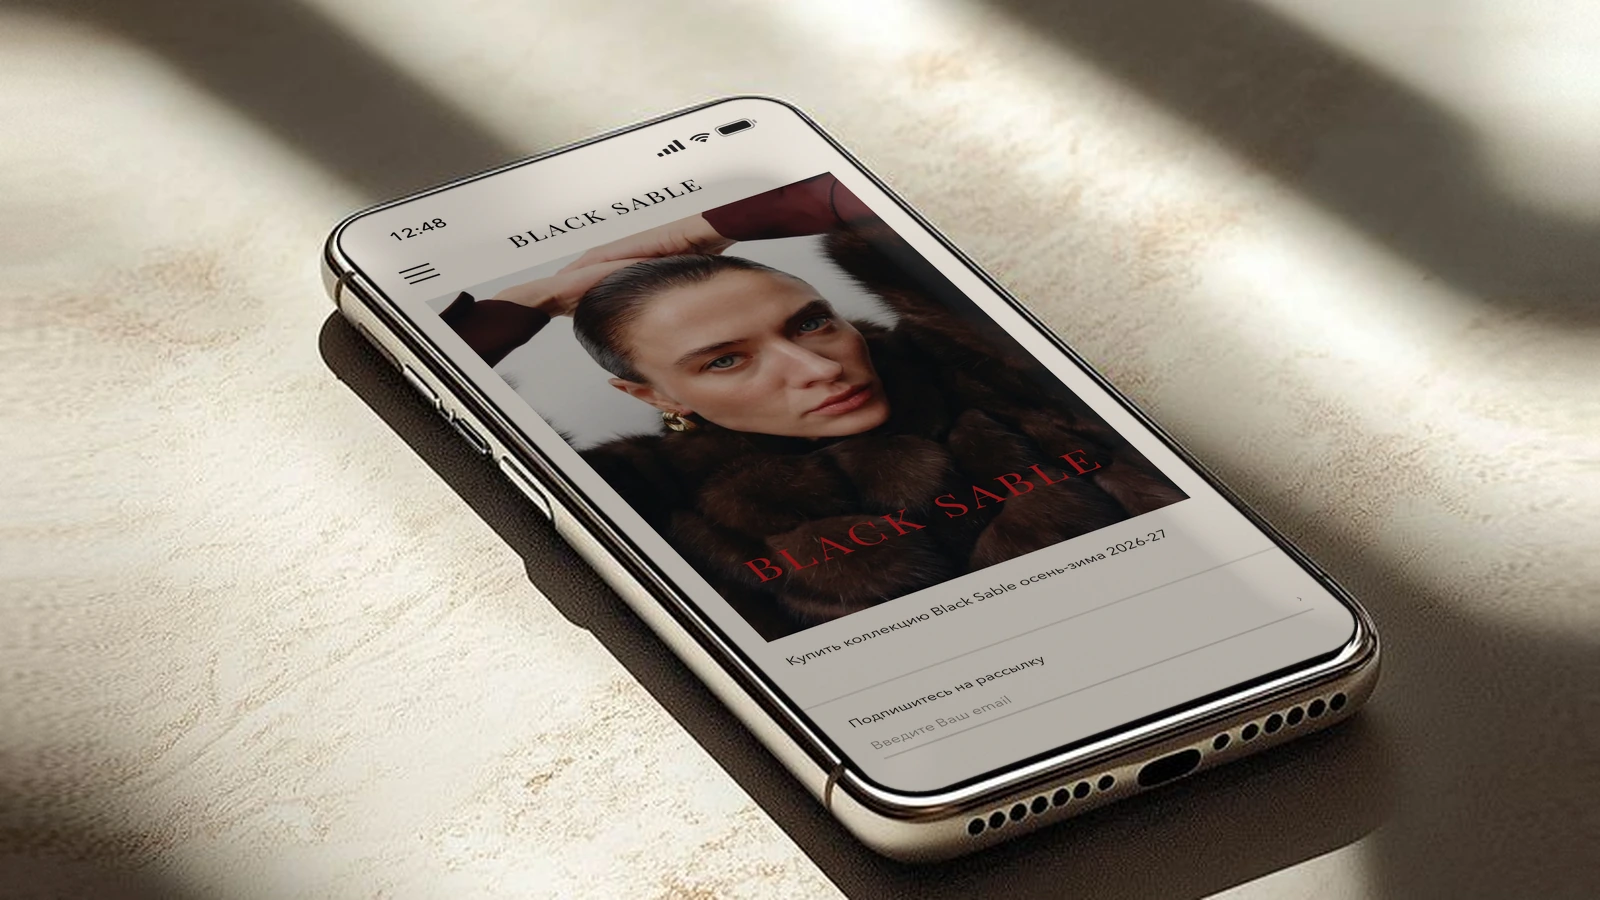 12:48
BLACK SABLE
BLACK SABLE
Купить коллекцию Black Sable осень-зима 2026-27
Подпишитесь на рассылку
Введите Ваш email